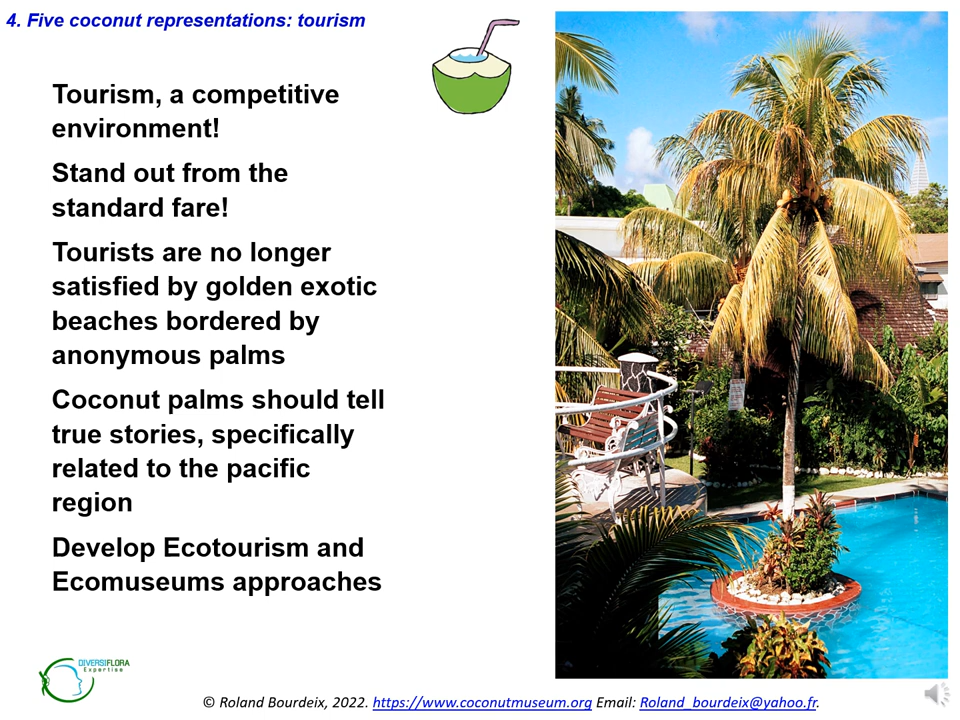 4. Five coconut representations: tourism
Tourism, a competitive
environment!
Stand out from the
standard fare!
Tourists are no longer
satisfied by golden exotic
beaches bordered by
anonymous palms
Coconut palms should tell
true stories, specifically
related to the pacific
region
Develop Ecotourism and
Ecomuseums approaches
DIVERSIFLORA
Expertise
© Roland Bourdeix, 2022. https://www.coconutmuseum.org Email: Roland_bourdeix@yahoo.fr.